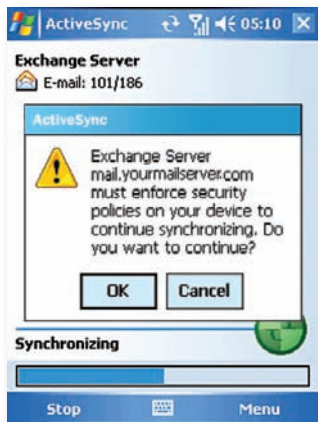 ActiveSync 05:10
Exchange Server
E-mail: 101/186
ActiveSync
Exchange Server
mail.yourmailserver.com
must enforce security
policies on your device to
continue synchronizing. Do
you want to continue?
OK Cancel
Synchronizing
Stop Menu